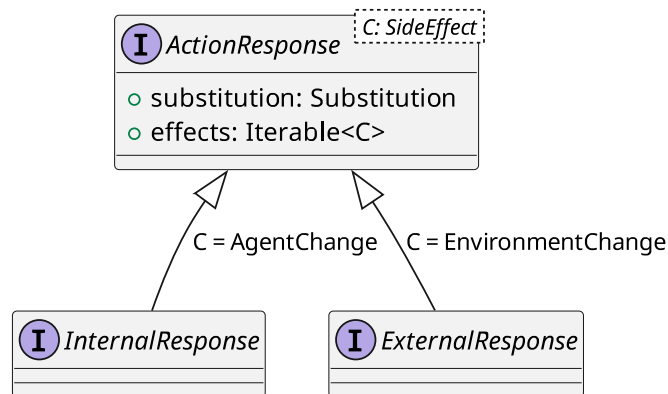 C: SideEffect
I ActionResponse
substitution: Substitution
effects: Iterable<C>
C = AgentChange
C = EnvironmentChange
I InternalResponse
I ExternalResponse